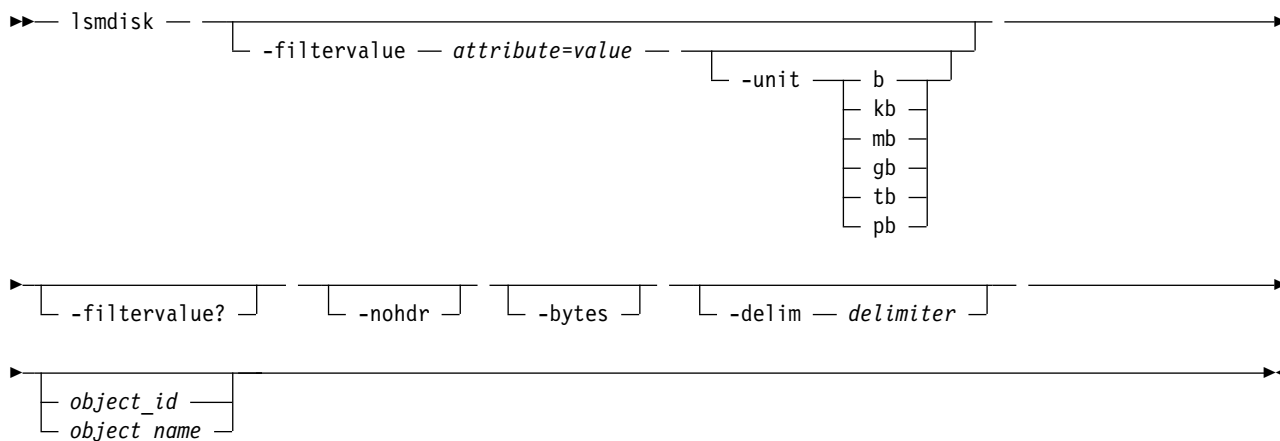 lsmdisk
-filtervalue attribute=value
-unit b
kb
mb
gb
tb
pb
-filtervalue? -nohdr -bytes -delim delimiter
object_id
object_name